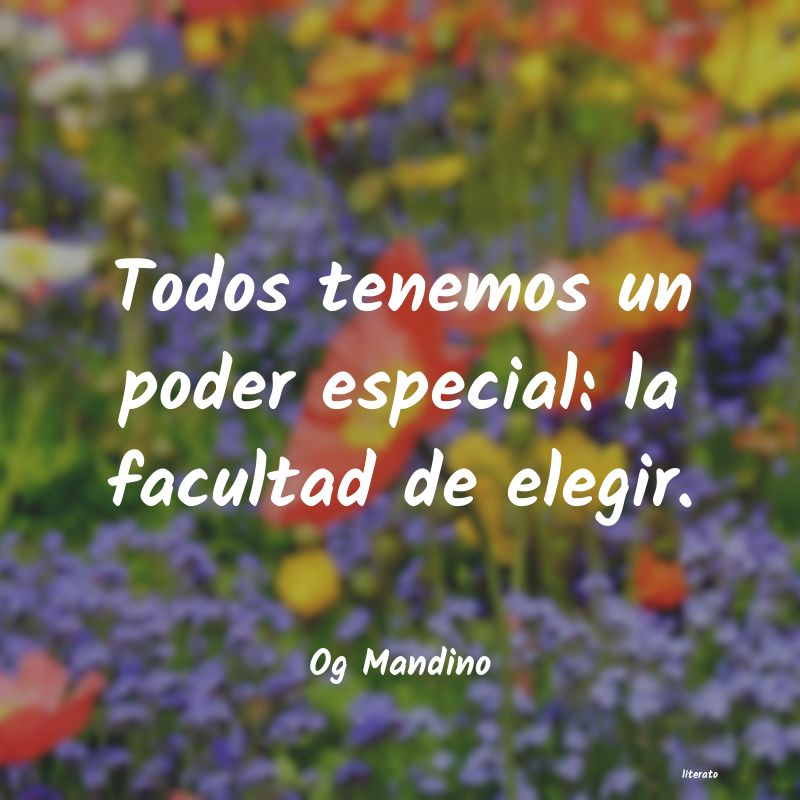 Todos tenemos un
poder especial: la
facultad de elegir.
Og Mandino
literato